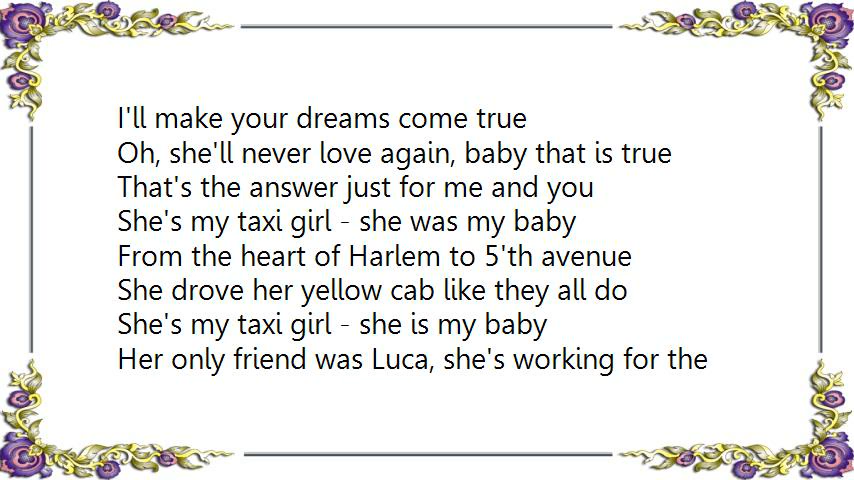 I'll make your dreams come true
Oh, she'll never love again, baby that is true
That's the answer just for me and you
She's my taxi girl - she was my baby
From the heart of Harlem to 5'th avenue
She drove her yellow cab like they all do
She's my taxi girl - she is my baby
Her only friend was Luca, she's working for the